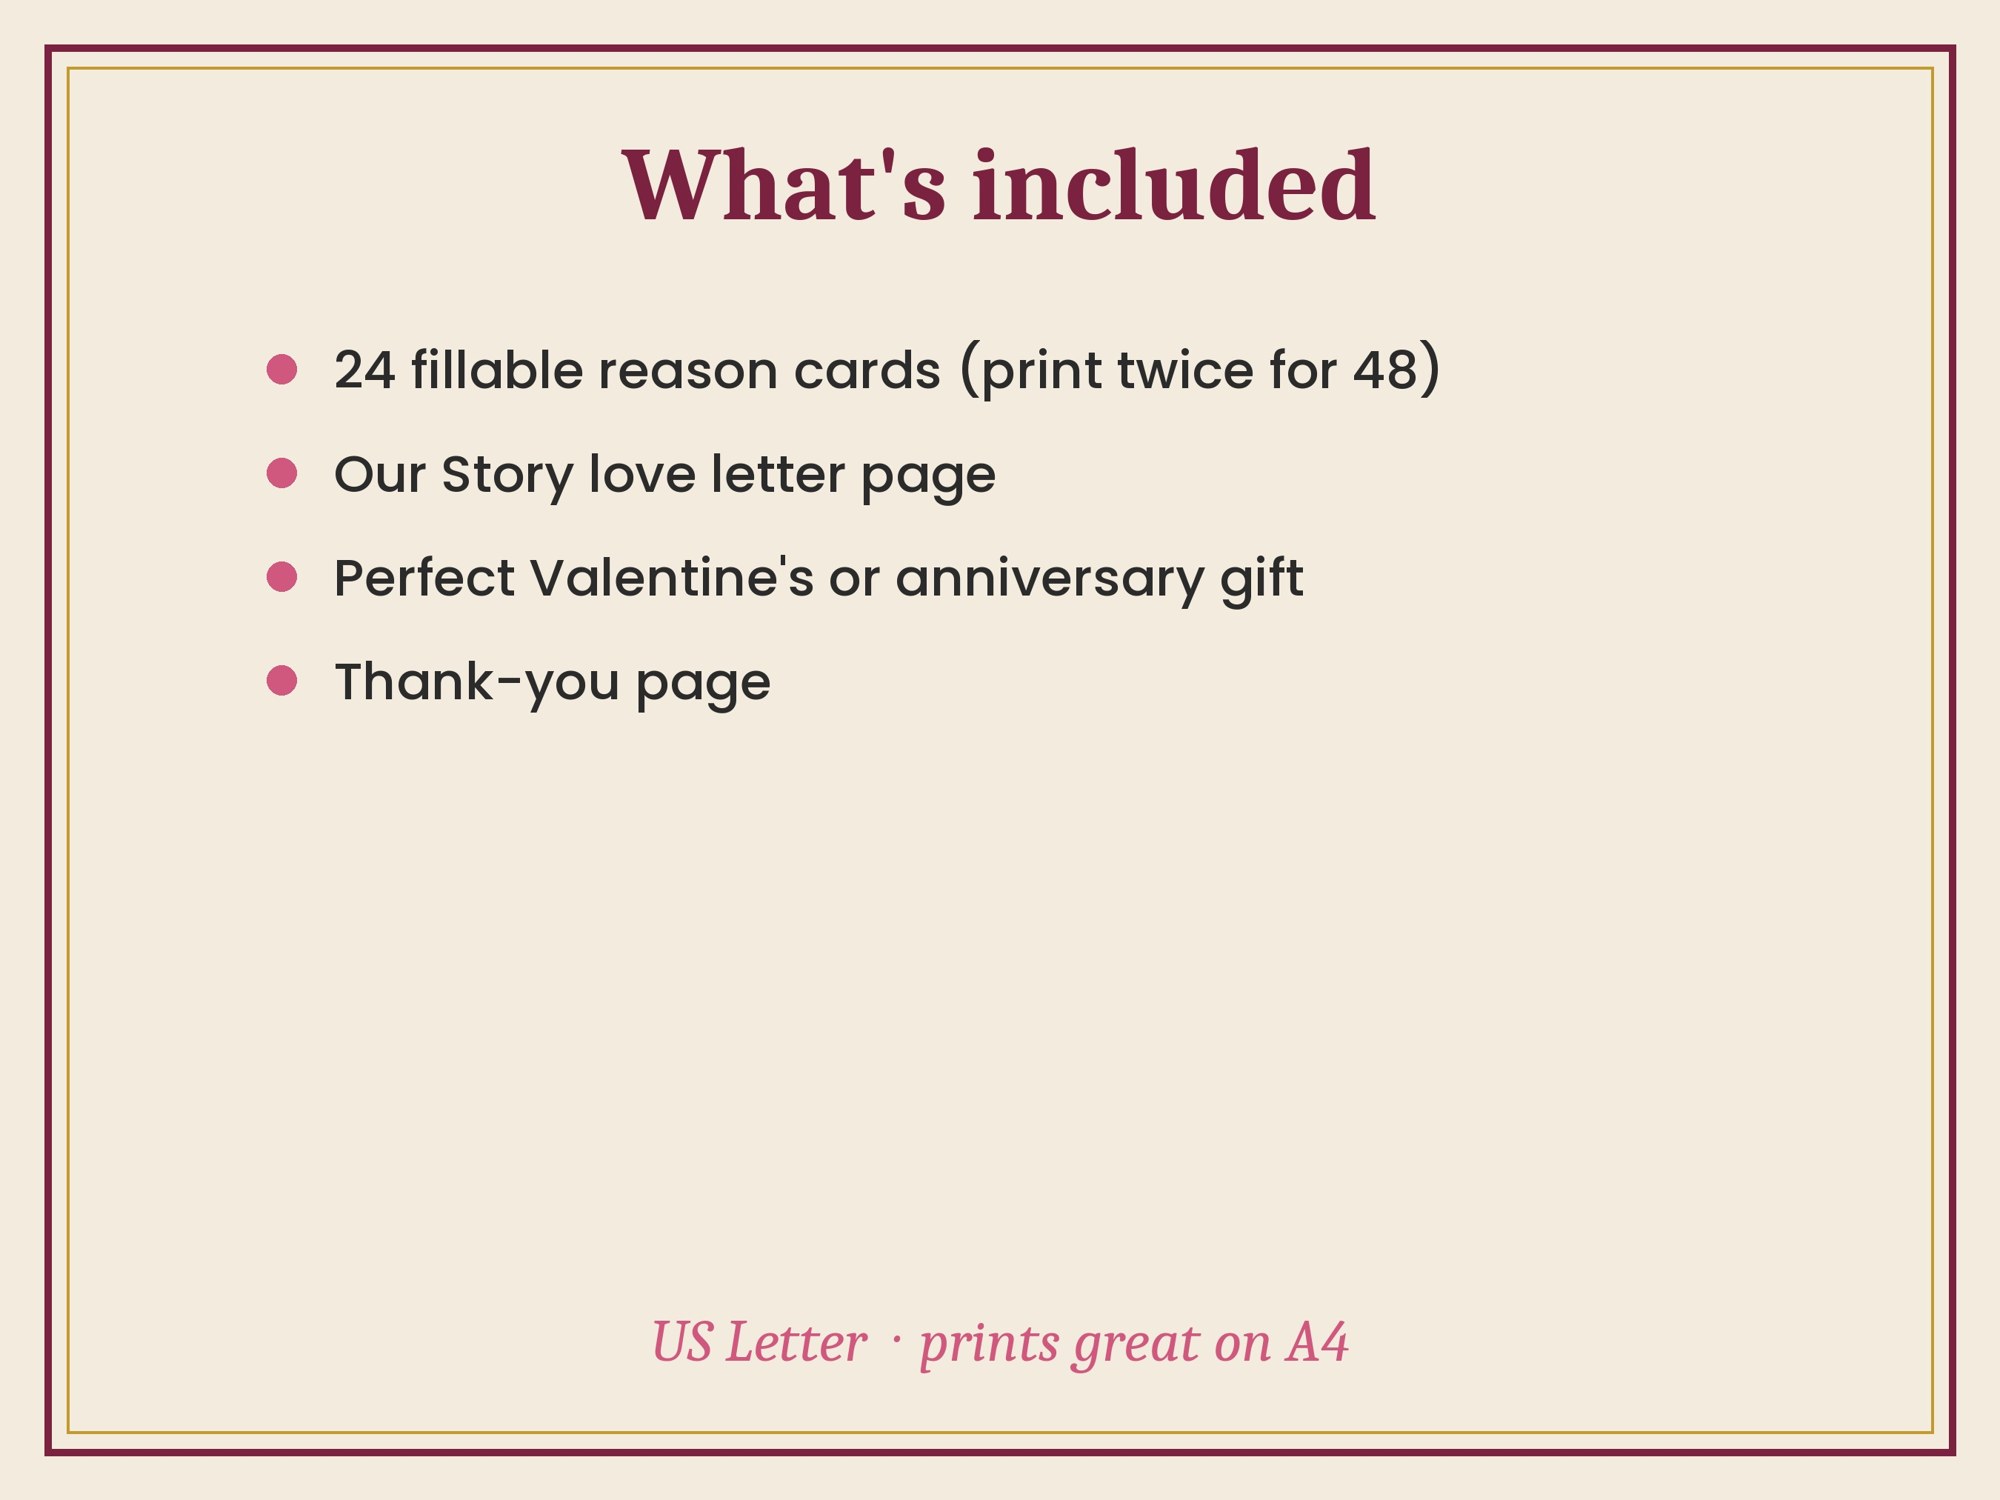 What's included
24 fillable reason cards (print twice for 48)
Our Story love letter page
Perfect Valentine's or anniversary gift
Thank-you page
US Letter · prints great on A4